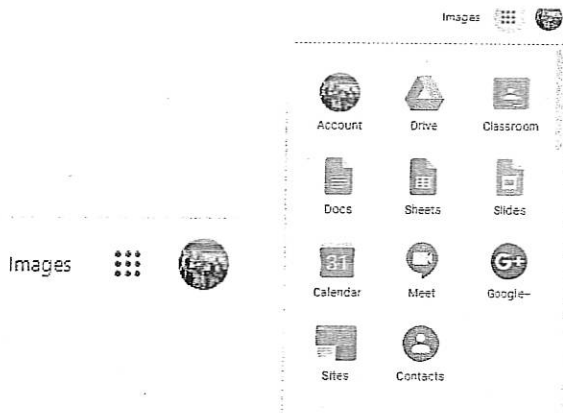 Images
Images
Account Drive Classroom
Docs Sheets Slides
31 G+
Calendar Meet Google+
Sites Contacts